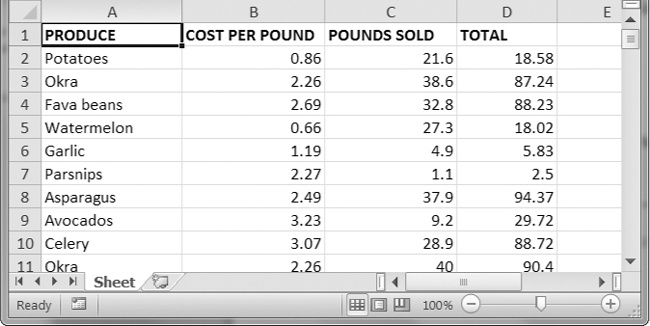 A B C D E
1 PRODUCE COST PER POUND POUNDS SOLD TOTAL
2 Potatoes 0.86 21.6 18.58
3 Okra 2.26 38.6 87.24
4 Fava beans 2.69 32.8 88.23
5 Watermelon 0.66 27.3 18.02
6 Garlic 1.19 4.9 5.83
7 Parsnips 2.27 1.1 2.5
8 Asparagus 2.49 37.9 94.37
9 Avocados 3.23 9.2 29.72
10 Celery 3.07 28.9 88.72
11 Okra 2.26 40 90.4
Sheet
Ready 100%